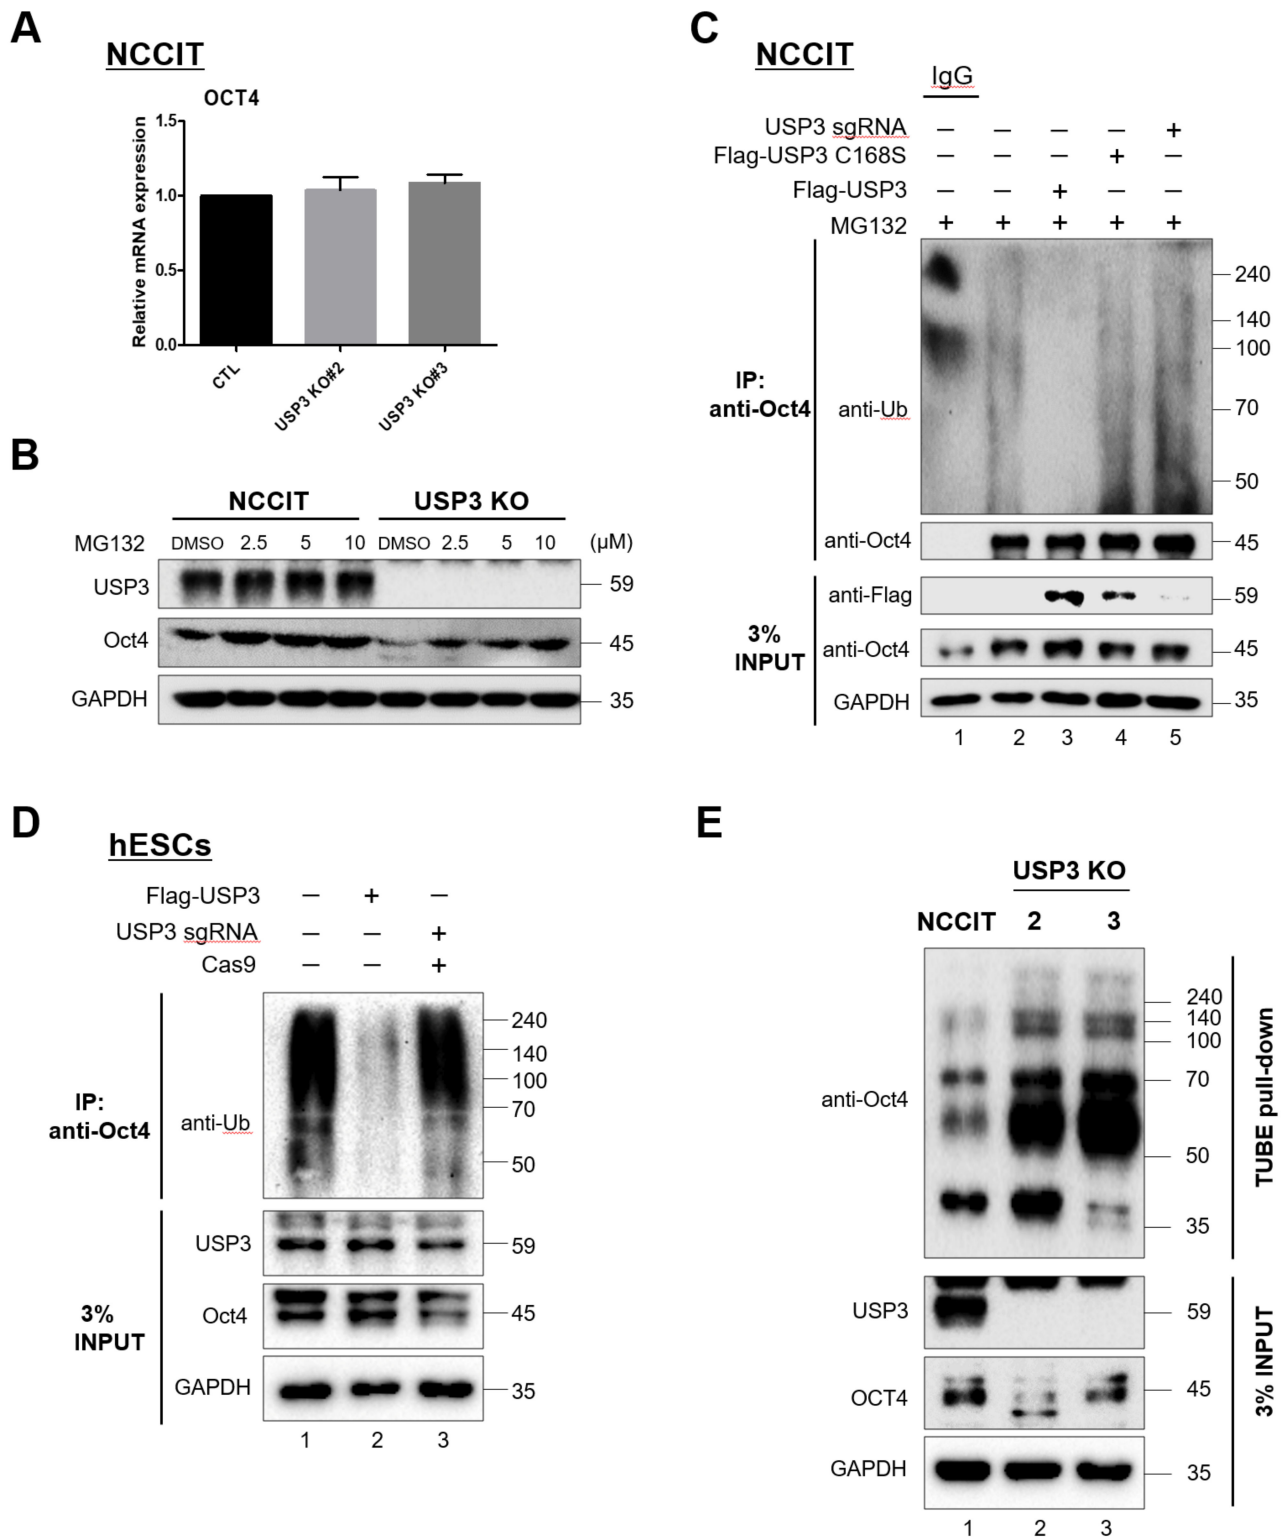 A
NCCIT
OCT4
Relative mRNA expression
1.5
1.0
0.5
0.0
CTL
USP3 KO#2
USP3 KO#3
B
NCCIT USP3 KO
MG132 DMSO 2.5 5 10 DMSO 2.5 5 10 (μM)
USP3 59
Oct4 45
GAPDH 35
C
NCCIT
IgG
USP3 sgRNA – – – – +
Flag-USP3 C168S – – – + –
Flag-USP3 – – + – –
MG132 + + + + +
IP:
anti-Oct4
anti-Ub
240
140
100
70
50
anti-Oct4 45
3%
INPUT
anti-Flag 59
anti-Oct4 45
GAPDH 35
1 2 3 4 5
D
hESCs
Flag-USP3 – + –
USP3 sgRNA – – +
Cas9 – – +
IP:
anti-Oct4
anti-Ub
240
140
100
70
50
3%
INPUT
USP3 59
Oct4 45
GAPDH 35
1 2 3
E
USP3 KO
NCCIT 2 3
anti-Oct4
240
140
100
70
50
35
TUBE pull-down
USP3 59
OCT4 45
GAPDH 35
3% INPUT
1 2 3